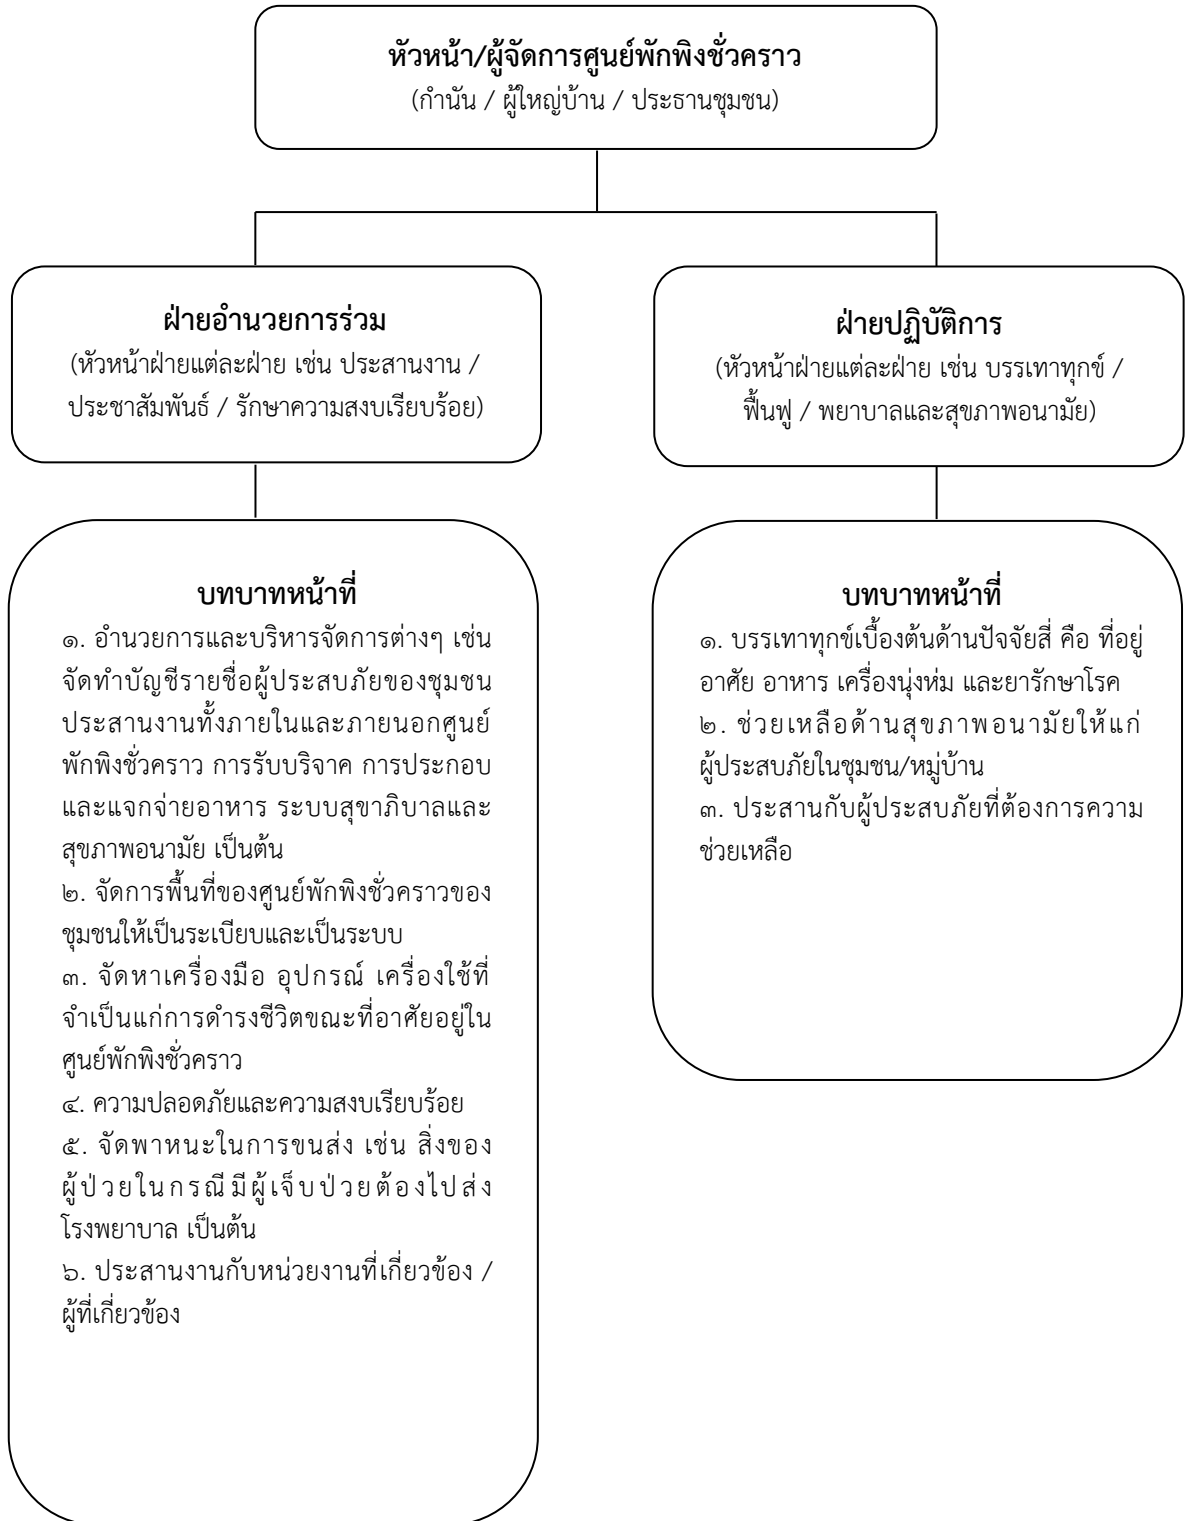 หัวหน้า/ผู้จัดการศูนย์พักพิงชั่วคราว
(กำนัน / ผู้ใหญ่บ้าน / ประธานชุมชน)
ฝ่ายอำนวยการร่วม
(หัวหน้าฝ่ายแต่ละฝ่าย เช่น ประสานงาน /
ประชาสัมพันธ์ / รักษาความสงบเรียบร้อย)
ฝ่ายปฏิบัติการ
(หัวหน้าฝ่ายแต่ละฝ่าย เช่น บรรเทาทุกข์ /
ฟื้นฟู / พยาบาลและสุขภาพอนามัย)
บทบาทหน้าที่
๑. อำนวยการและบริหารจัดการต่างๆ เช่น
จัดทำบัญชีรายชื่อผู้ประสบภัยของชุมชน
ประสานงานทั้งภายในและภายนอกศูนย์
พักพิงชั่วคราว การรับบริจาค การประกอบ
และแจกจ่ายอาหาร ระบบสุขาภิบาลและ
สุขภาพอนามัย เป็นต้น
๒. จัดการพื้นที่ของศูนย์พักพิงชั่วคราวของ
ชุมชนให้เป็นระเบียบและเป็นระบบ
๓. จัดหาเครื่องมือ อุปกรณ์ เครื่องใช้ที่
จำเป็นแก่การดำรงชีวิตขณะที่อาศัยอยู่ใน
ศูนย์พักพิงชั่วคราว
๔. ความปลอดภัยและความสงบเรียบร้อย
๕. จัดพาหนะในการขนส่ง เช่น สิ่งของ
ผู้ป่วยในกรณีมีผู้เจ็บป่วยต้องไปส่ง
โรงพยาบาล เป็นต้น
๖. ประสานงานกับหน่วยงานที่เกี่ยวข้อง /
ผู้ที่เกี่ยวข้อง
บทบาทหน้าที่
๑. บรรเทาทุกข์เบื้องต้นด้านปัจจัยสี่ คือ ที่อยู่
อาศัย อาหาร เครื่องนุ่งห่ม และยารักษาโรค
๒. ช่วยเหลือด้านสุขภาพอนามัยให้แก่
ผู้ประสบภัยในชุมชน/หมู่บ้าน
๓. ประสานกับผู้ประสบภัยที่ต้องการความ
ช่วยเหลือ